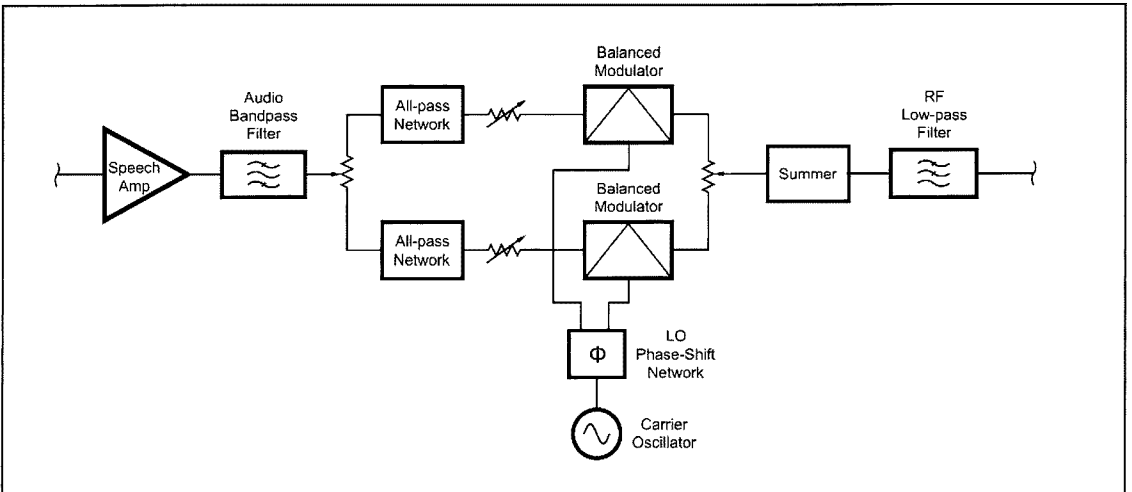 Balanced
Modulator
Audio
Bandpass
Filter
All-pass
Network
RF
Low-pass
Filter
Speech
Amp
Summer
Balanced
Modulator
All-pass
Network
Φ
LO
Phase-Shift
Network
Carrier
Oscillator